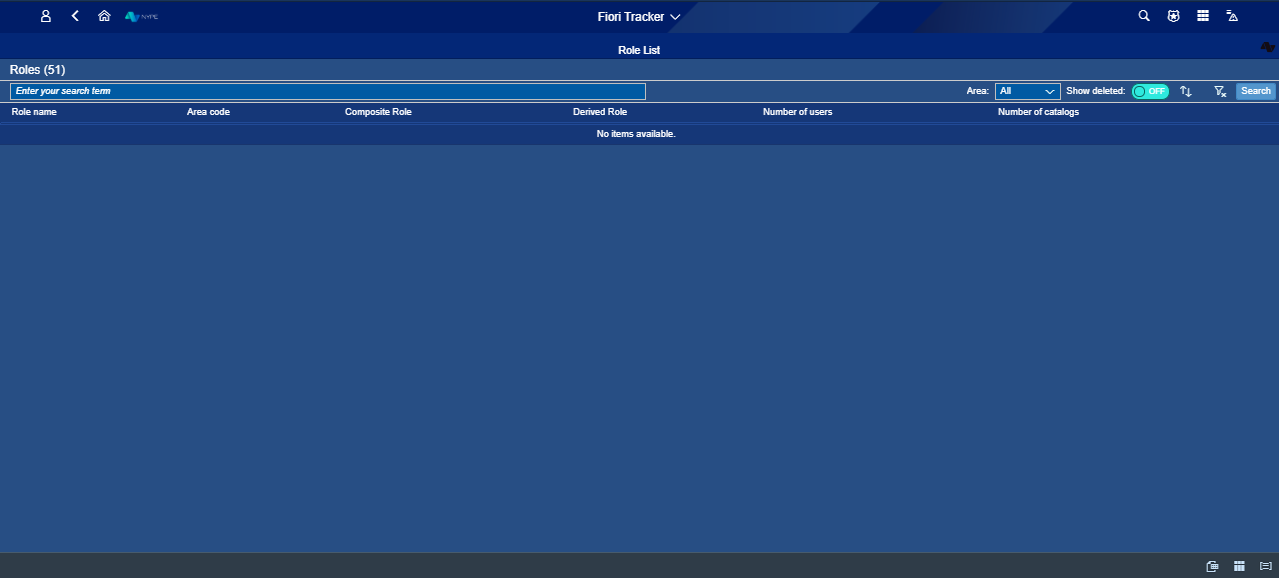 NYPE
Fiori Tracker
Role List
Roles (51)
Enter your search term
Area: All Show deleted: OFF Search
Role name Area code Composite Role Derived Role Number of users Number of catalogs
No items available.